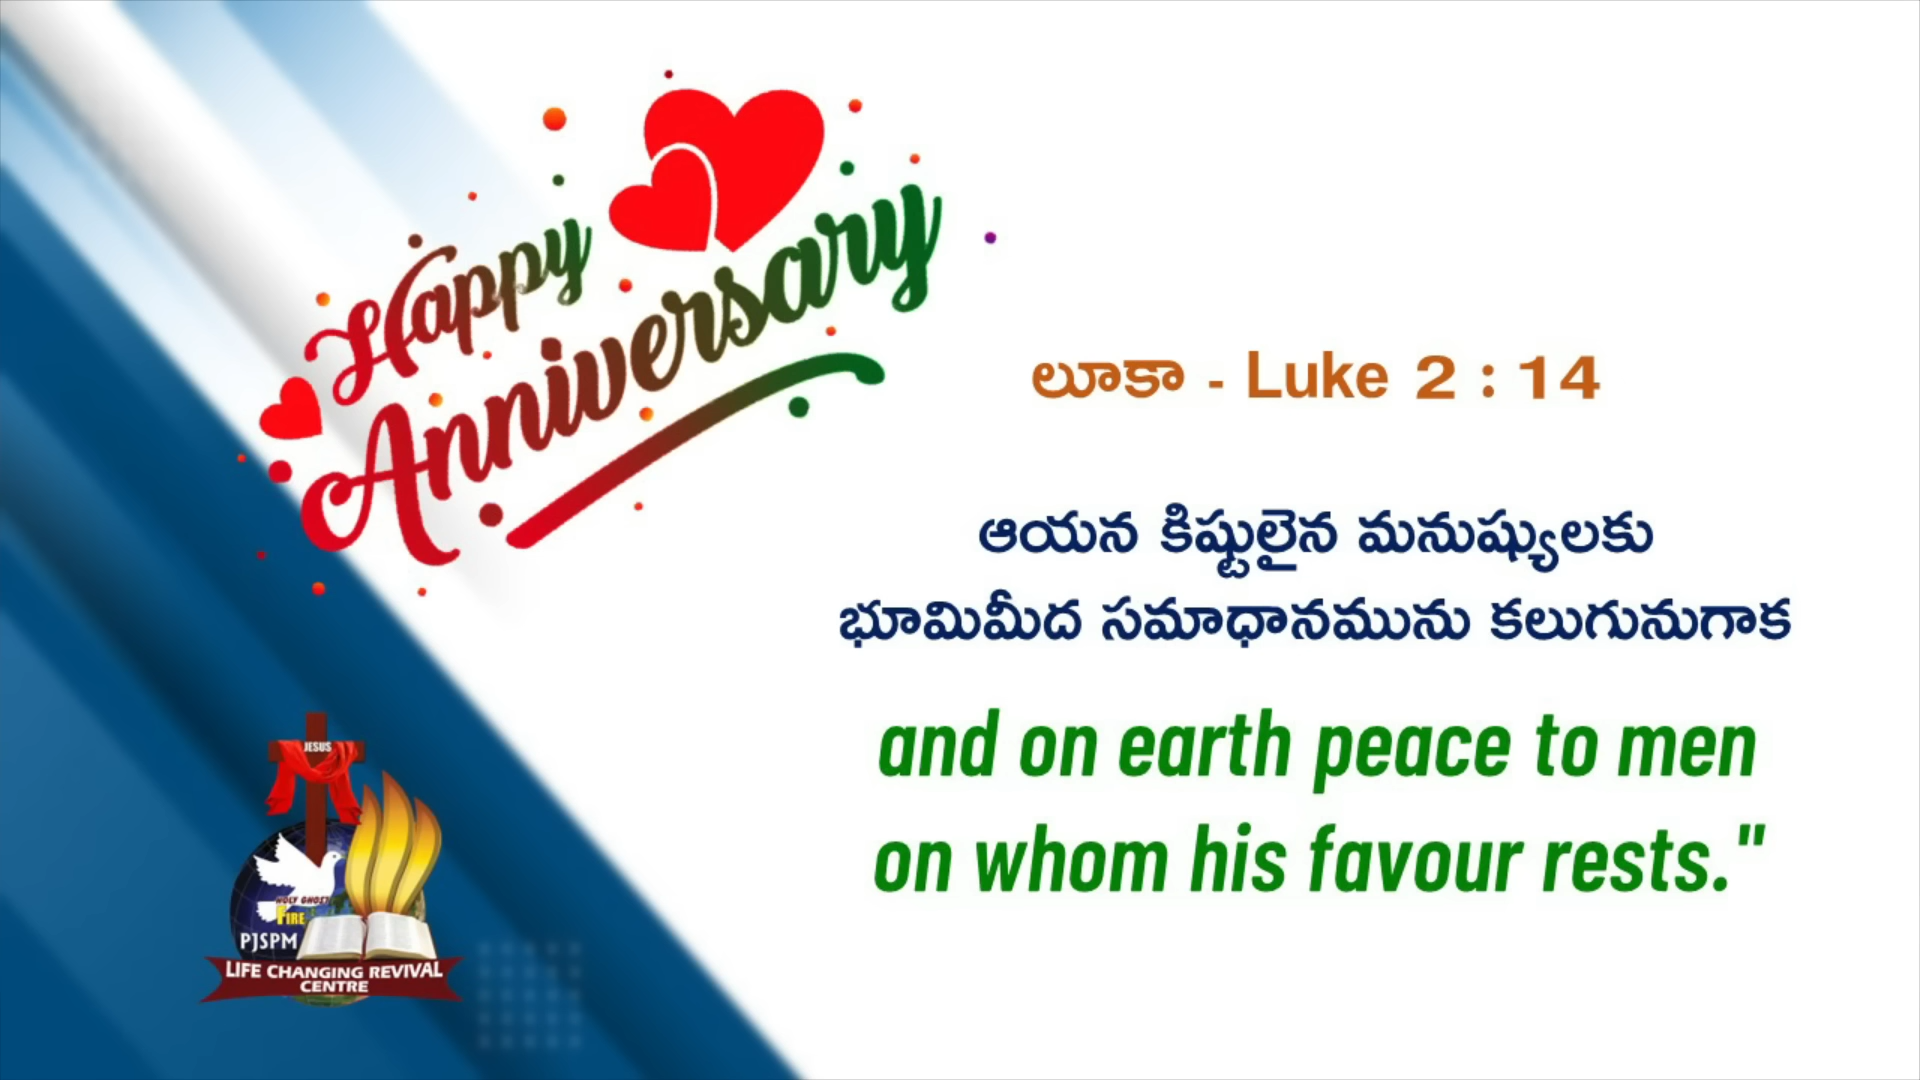 Happy
Anniversary
లూకా - Luke 2 : 14
ఆయన కిష్టులైన మనుష్యులకు
భూమిమీద సమాధానమును కలుగునుగాక
and on earth peace to men
on whom his favour rests."
JESUS
HOLY GHOST
FIRE
PJSPM
LIFE CHANGING REVIVAL
CENTRE